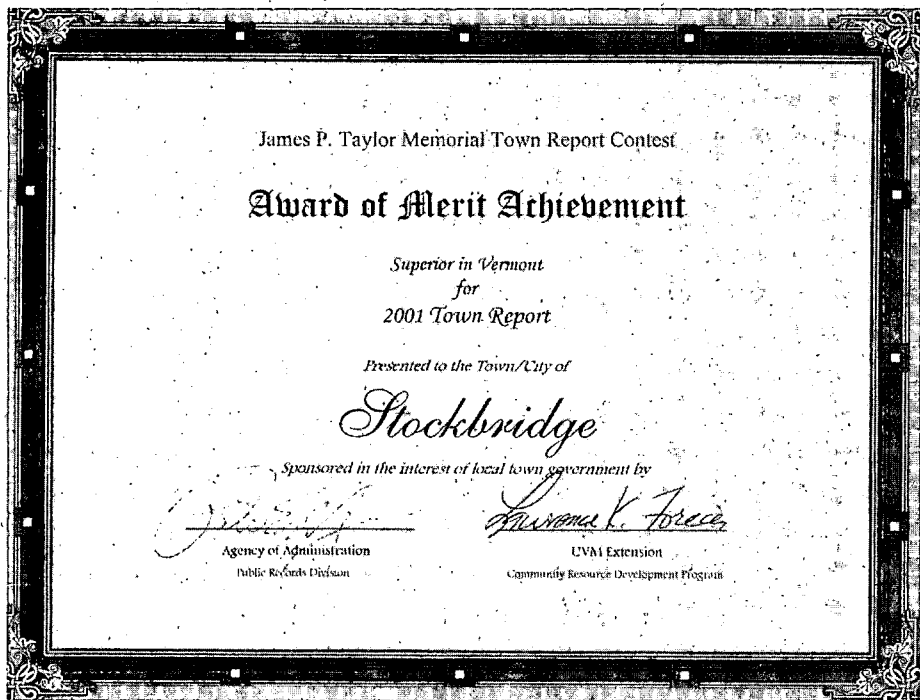 James P. Taylor Memorial Town Report Contest
Award of Merit Achievement
Superior in Vermont
for
2001 Town Report
Presented to the Town/City of
Stockbridge
Sponsored in the interest of local town government by
Lawrence K.
Agency of Administration
UVM Extension
Public Records Division
Community Resource Development Program